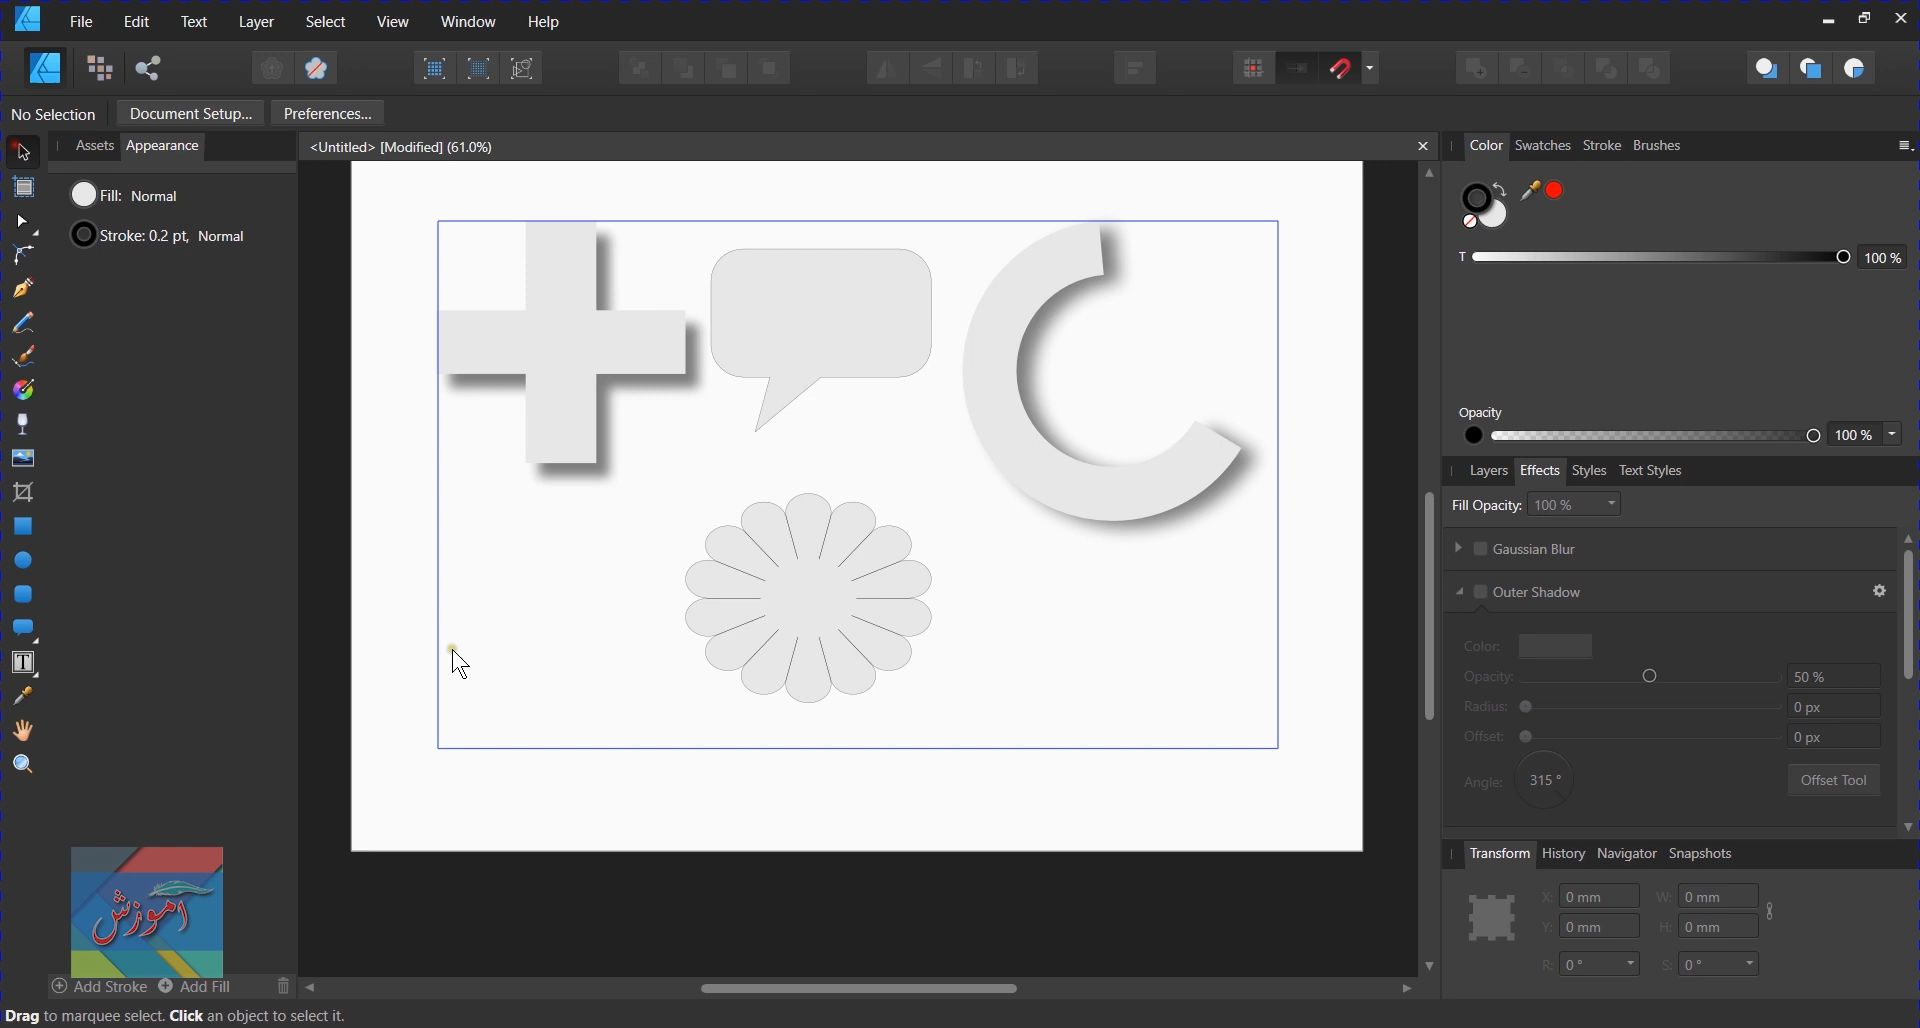 File Edit Text Layer Select View Window Help
No Selection Document Setup... Preferences...
Assets Appearance
<Untitled> [Modified] (61.0%)
Color Swatches Stroke Brushes
Fill: Normal
Stroke: 0.2 pt, Normal
T 100 %
Opacity
100 %
Layers Effects Styles Text Styles
Fill Opacity: 100 %
Gaussian Blur
Outer Shadow
Color:
Opacity: 50 %
Radius: 0 px
Offset: 0 px
Angle: 315 ° Offset Tool
Transform History Navigator Snapshots
X: 0 mm W: 0 mm
Y: 0 mm H: 0 mm
R: 0 ° S: 0 °
آموزش
Add Stroke Add Fill
Drag to marquee select. Click an object to select it.